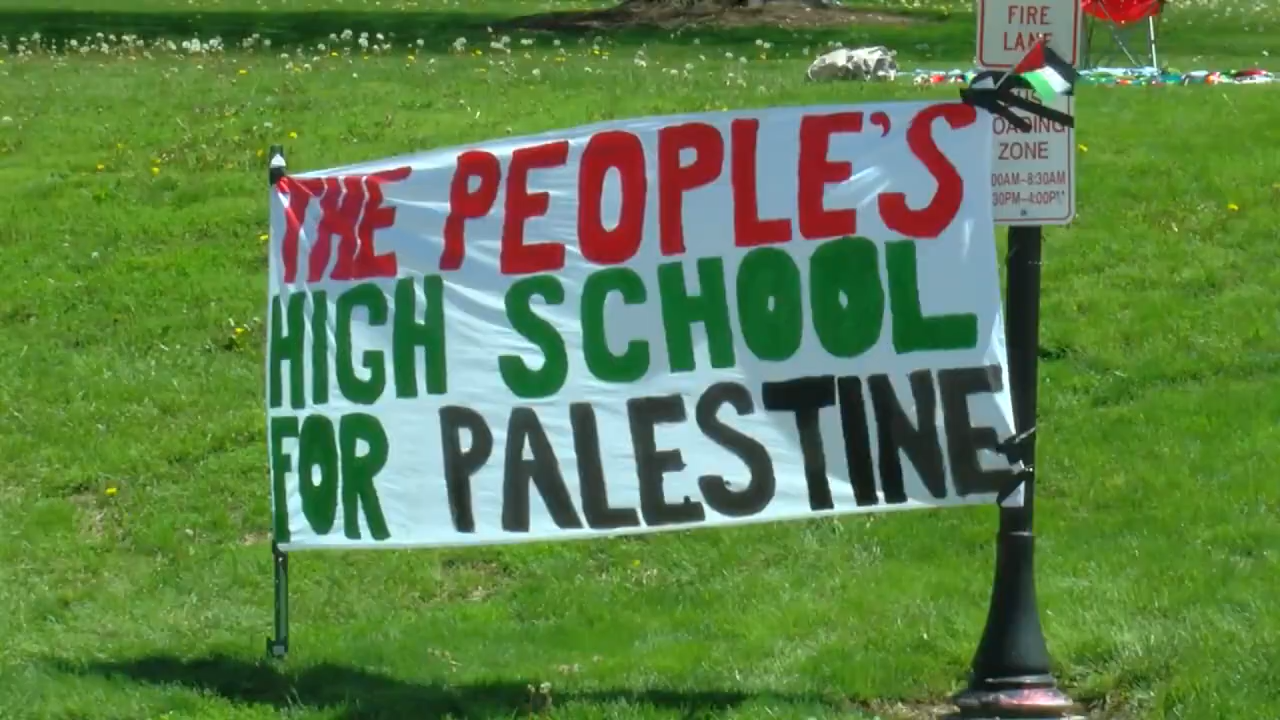 FIRE
LANE
ZONE
THE PEOPLE'S
HIGH SCHOOL
FOR PALESTINE